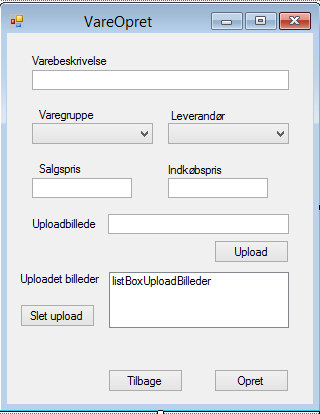 VareOpret
Varebeskrivelse
Varegruppe Leverandør
Salgspris Indkøbspris
Uploadbillede
Upload
Uploadet billeder listBoxUploadBilleder
Slet upload
Tilbage Opret